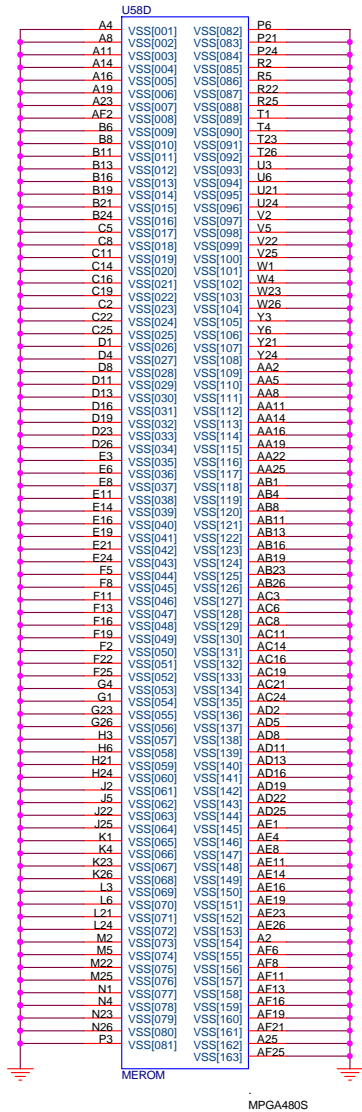 U58D
A4 VSS[001] VSS[082] P6
A8 VSS[002] VSS[083] P21
A11 VSS[003] VSS[084] P24
A14 VSS[004] VSS[085] R2
A16 VSS[005] VSS[086] R5
A19 VSS[006] VSS[087] R22
A23 VSS[007] VSS[088] R25
AF2 VSS[008] VSS[089] T1
B6 VSS[009] VSS[090] T4
B8 VSS[010] VSS[091] T23
B11 VSS[011] VSS[092] T26
B13 VSS[012] VSS[093] U3
B16 VSS[013] VSS[094] U6
B19 VSS[014] VSS[095] U21
B21 VSS[015] VSS[096] U24
B24 VSS[016] VSS[097] V2
C5 VSS[017] VSS[098] V5
C8 VSS[018] VSS[099] V22
C11 VSS[019] VSS[100] V25
C14 VSS[020] VSS[101] W1
C16 VSS[021] VSS[102] W4
C19 VSS[022] VSS[103] W23
C2 VSS[023] VSS[104] W26
C22 VSS[024] VSS[105] Y3
C25 VSS[025] VSS[106] Y6
D1 VSS[026] VSS[107] Y21
D4 VSS[027] VSS[108] Y24
D8 VSS[028] VSS[109] AA2
D11 VSS[029] VSS[110] AA5
D13 VSS[030] VSS[111] AA8
D16 VSS[031] VSS[112] AA11
D19 VSS[032] VSS[113] AA14
D23 VSS[033] VSS[114] AA16
D26 VSS[034] VSS[115] AA19
E3 VSS[035] VSS[116] AA22
E6 VSS[036] VSS[117] AA25
E8 VSS[037] VSS[118] AB1
E11 VSS[038] VSS[119] AB4
E14 VSS[039] VSS[120] AB8
E16 VSS[040] VSS[121] AB11
E19 VSS[041] VSS[122] AB13
E21 VSS[042] VSS[123] AB16
E24 VSS[043] VSS[124] AB19
F5 VSS[044] VSS[125] AB23
F8 VSS[045] VSS[126] AB26
F11 VSS[046] VSS[127] AC3
F13 VSS[047] VSS[128] AC6
F16 VSS[048] VSS[129] AC8
F19 VSS[049] VSS[130] AC11
F2 VSS[050] VSS[131] AC14
F22 VSS[051] VSS[132] AC16
F25 VSS[052] VSS[133] AC19
G4 VSS[053] VSS[134] AC21
G1 VSS[054] VSS[135] AC24
G23 VSS[055] VSS[136] AD2
G26 VSS[056] VSS[137] AD5
H3 VSS[057] VSS[138] AD8
H6 VSS[058] VSS[139] AD11
H21 VSS[059] VSS[140] AD13
H24 VSS[060] VSS[141] AD16
J2 VSS[061] VSS[142] AD19
J5 VSS[062] VSS[143] AD22
J22 VSS[063] VSS[144] AD25
J25 VSS[064] VSS[145] AE1
K1 VSS[065] VSS[146] AE4
K4 VSS[066] VSS[147] AE8
K23 VSS[067] VSS[148] AE11
K26 VSS[068] VSS[149] AE14
L3 VSS[069] VSS[150] AE16
L6 VSS[070] VSS[151] AE19
L21 VSS[071] VSS[152] AE23
L24 VSS[072] VSS[153] AE26
M2 VSS[073] VSS[154] A2
M5 VSS[074] VSS[155] AF6
M22 VSS[075] VSS[156] AF8
M25 VSS[076] VSS[157] AF11
N1 VSS[077] VSS[158] AF13
N4 VSS[078] VSS[159] AF16
N23 VSS[079] VSS[160] AF19
N26 VSS[080] VSS[161] AF21
P3 VSS[081] VSS[162] A25
VSS[163] AF25
MEROM
.
MPGA480S